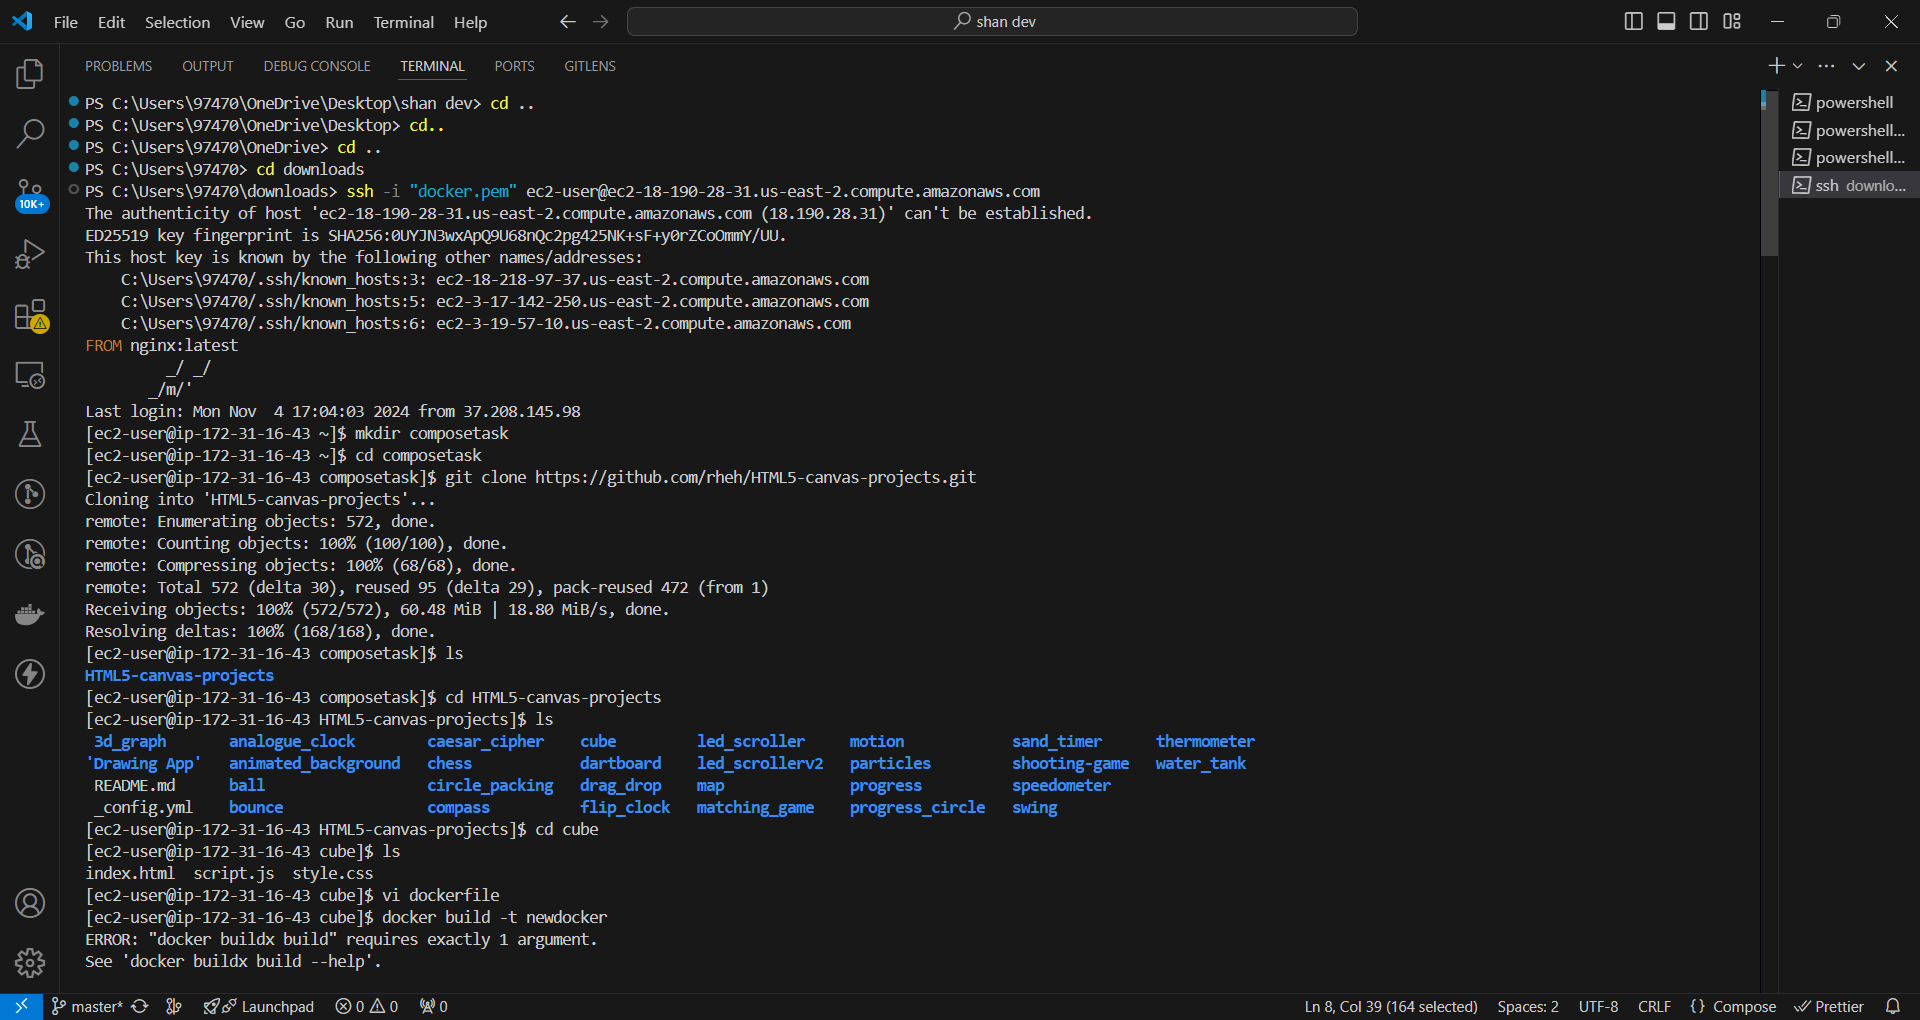 File Edit Selection View Go Run Terminal Help
shan dev
PROBLEMS OUTPUT DEBUG CONSOLE TERMINAL PORTS GITLENS
10K+
PS C:\Users\97470\OneDrive\Desktop\shan dev> cd ..
PS C:\Users\97470\OneDrive\Desktop> cd..
PS C:\Users\97470\OneDrive> cd ..
PS C:\Users\97470> cd downloads
PS C:\Users\97470\downloads> ssh -i "docker.pem" ec2-user@ec2-18-190-28-31.us-east-2.compute.amazonaws.com
The authenticity of host 'ec2-18-190-28-31.us-east-2.compute.amazonaws.com (18.190.28.31)' can't be established.
ED25519 key fingerprint is SHA256:0UYJN3wxApQ9U68nQc2pg425NK+sF+y0rZCoOmmY/UU.
This host key is known by the following other names/addresses:
    C:\Users\97470/.ssh/known_hosts:3: ec2-18-218-97-37.us-east-2.compute.amazonaws.com
    C:\Users\97470/.ssh/known_hosts:5: ec2-3-17-142-250.us-east-2.compute.amazonaws.com
    C:\Users\97470/.ssh/known_hosts:6: ec2-3-19-57-10.us-east-2.compute.amazonaws.com
FROM nginx:latest
         _/ _/
       _/m/'
Last login: Mon Nov  4 17:04:03 2024 from 37.208.145.98
[ec2-user@ip-172-31-16-43 ~]$ mkdir composetask
[ec2-user@ip-172-31-16-43 ~]$ cd composetask
[ec2-user@ip-172-31-16-43 composetask]$ git clone https://github.com/rheh/HTML5-canvas-projects.git
Cloning into 'HTML5-canvas-projects'...
remote: Enumerating objects: 572, done.
remote: Counting objects: 100% (100/100), done.
remote: Compressing objects: 100% (68/68), done.
remote: Total 572 (delta 30), reused 95 (delta 29), pack-reused 472 (from 1)
Receiving objects: 100% (572/572), 60.48 MiB | 18.80 MiB/s, done.
Resolving deltas: 100% (168/168), done.
[ec2-user@ip-172-31-16-43 composetask]$ ls
HTML5-canvas-projects
[ec2-user@ip-172-31-16-43 composetask]$ cd HTML5-canvas-projects
[ec2-user@ip-172-31-16-43 HTML5-canvas-projects]$ ls
 3d_graph analogue_clock caesar_cipher cube led_scroller motion sand_timer thermometer
'Drawing App' animated_background chess dartboard led_scrollerv2 particles shooting-game water_tank
 README.md ball circle_packing drag_drop map progress speedometer
 _config.yml bounce compass flip_clock matching_game progress_circle swing
[ec2-user@ip-172-31-16-43 HTML5-canvas-projects]$ cd cube
[ec2-user@ip-172-31-16-43 cube]$ ls
index.html  script.js  style.css
[ec2-user@ip-172-31-16-43 cube]$ vi dockerfile
[ec2-user@ip-172-31-16-43 cube]$ docker build -t newdocker
ERROR: "docker buildx build" requires exactly 1 argument.
See 'docker buildx build --help'.
powershell
powershell...
powershell...
ssh downlo...
master* Launchpad 0 0 0 Ln 8, Col 39 (164 selected) Spaces: 2 UTF-8 CRLF {} Compose Prettier